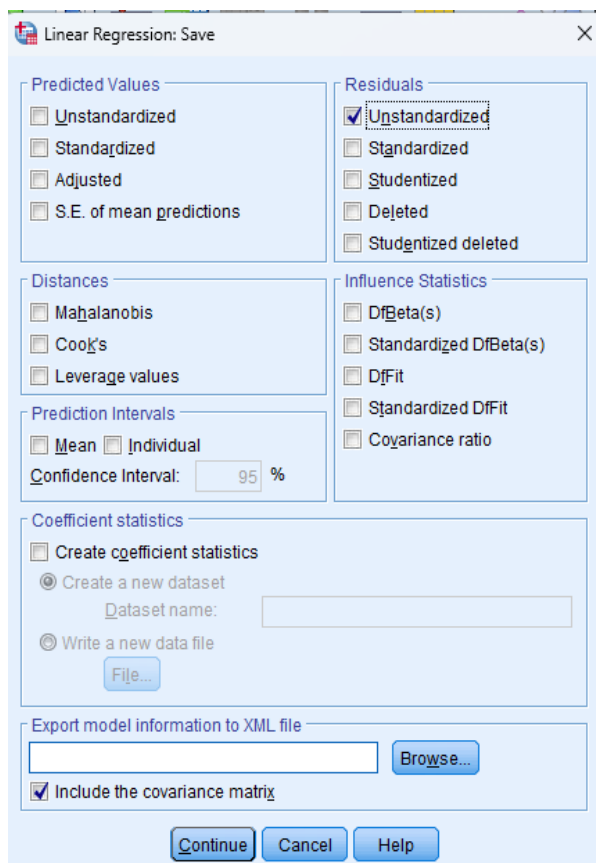 Linear Regression: Save
Predicted Values
Unstandardized
Standardized
Adjusted
S.E. of mean predictions
Residuals
Unstandardized
Standardized
Studentized
Deleted
Studentized deleted
Distances
Mahalanobis
Cook's
Leverage values
Influence Statistics
DfBeta(s)
Standardized DfBeta(s)
DfFit
Standardized DfFit
Covariance ratio
Prediction Intervals
Mean Individual
Confidence Interval: 95 %
Coefficient statistics
Create coefficient statistics
Create a new dataset
Dataset name:
Write a new data file
File...
Export model information to XML file
Browse...
Include the covariance matrix
Continue Cancel Help